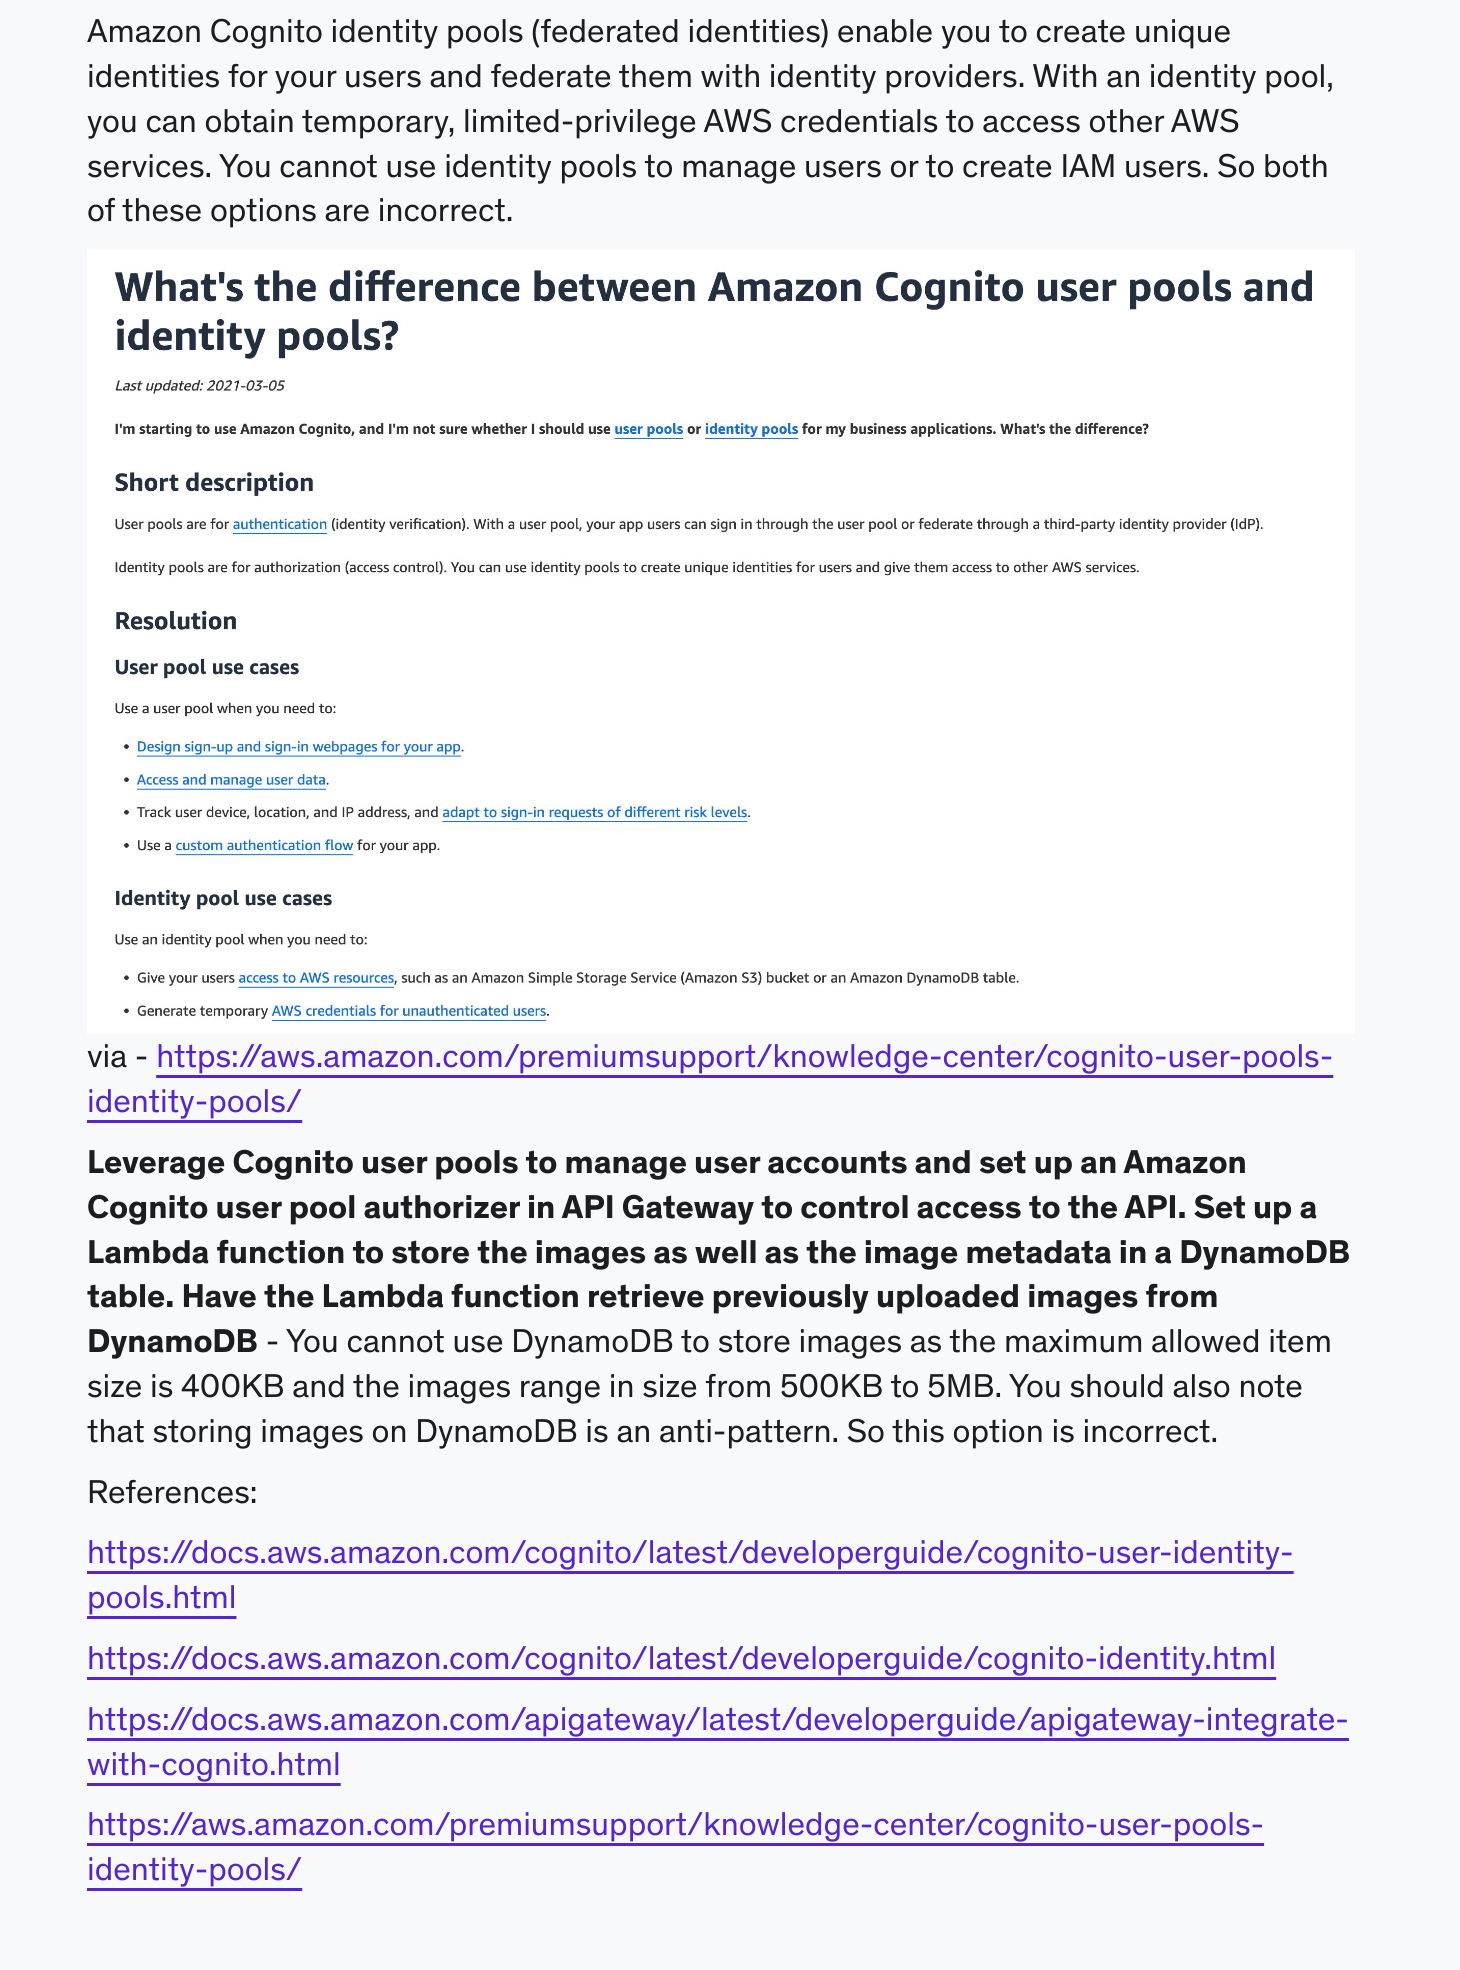 Amazon Cognito identity pools (federated identities) enable you to create unique
identities for your users and federate them with identity providers. With an identity pool,
you can obtain temporary, limited-privilege AWS credentials to access other AWS
services. You cannot use identity pools to manage users or to create IAM users. So both
of these options are incorrect.
What's the difference between Amazon Cognito user pools and
identity pools?
Last updated: 2021-03-05
I'm starting to use Amazon Cognito, and I'm not sure whether I should use user pools or identity pools for my business applications. What's the difference?
Short description
User pools are for authentication (identity verification). With a user pool, your app users can sign in through the user pool or federate through a third-party identity provider (IdP).
Identity pools are for authorization (access control). You can use identity pools to create unique identities for users and give them access to other AWS services.
Resolution
User pool use cases
Use a user pool when you need to:
• Design sign-up and sign-in webpages for your app.
• Access and manage user data.
• Track user device, location, and IP address, and adapt to sign-in requests of different risk levels.
• Use a custom authentication flow for your app.
Identity pool use cases
Use an identity pool when you need to:
• Give your users access to AWS resources, such as an Amazon Simple Storage Service (Amazon S3) bucket or an Amazon DynamoDB table.
• Generate temporary AWS credentials for unauthenticated users.
via - https://aws.amazon.com/premiumsupport/knowledge-center/cognito-user-pools-
identity-pools/
Leverage Cognito user pools to manage user accounts and set up an Amazon
Cognito user pool authorizer in API Gateway to control access to the API. Set up a
Lambda function to store the images as well as the image metadata in a DynamoDB
table. Have the Lambda function retrieve previously uploaded images from
DynamoDB - You cannot use DynamoDB to store images as the maximum allowed item
size is 400KB and the images range in size from 500KB to 5MB. You should also note
that storing images on DynamoDB is an anti-pattern. So this option is incorrect.
References:
https://docs.aws.amazon.com/cognito/latest/developerguide/cognito-user-identity-
pools.html
https://docs.aws.amazon.com/cognito/latest/developerguide/cognito-identity.html
https://docs.aws.amazon.com/apigateway/latest/developerguide/apigateway-integrate-
with-cognito.html
https://aws.amazon.com/premiumsupport/knowledge-center/cognito-user-pools-
identity-pools/